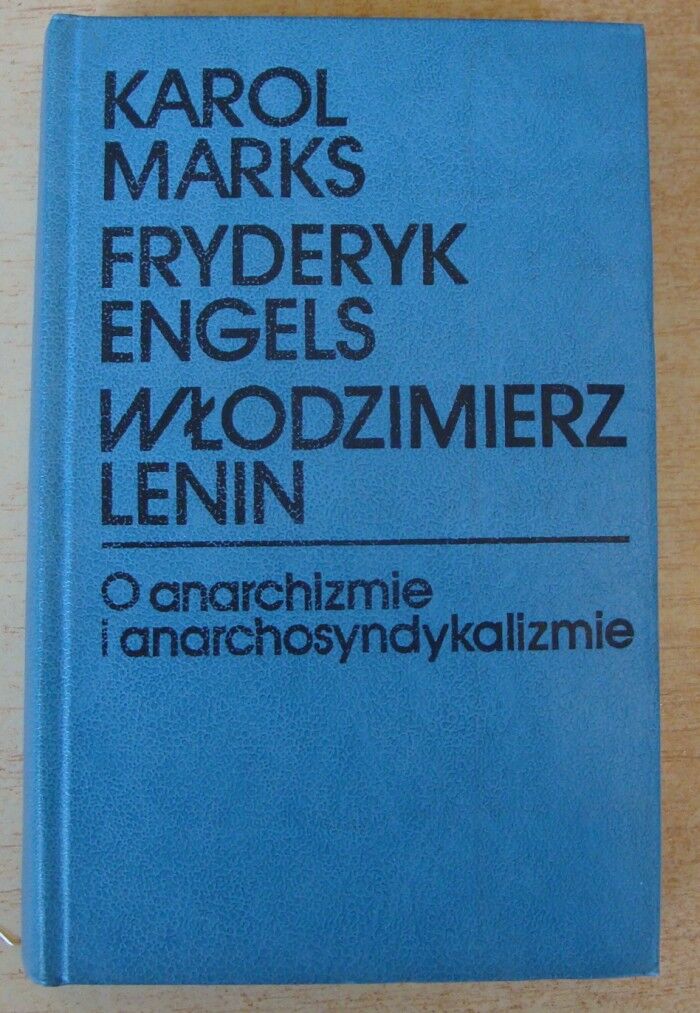 KAROL
MARKS
FRYDERYK
ENGELS
WŁODZIMIERZ
LENIN
O anarchizmie
i anarchosyndykalizmie